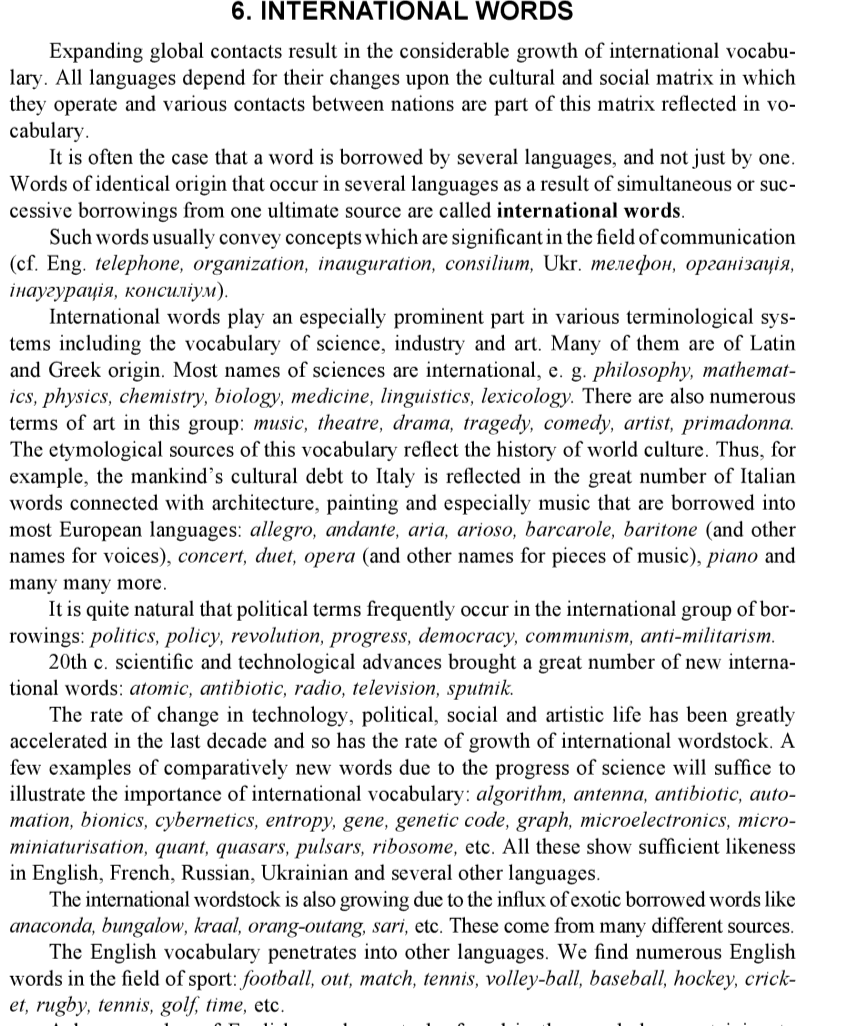 6. INTERNATIONAL WORDS
Expanding global contacts result in the considerable growth of international vocabu-
lary. All languages depend for their changes upon the cultural and social matrix in which
they operate and various contacts between nations are part of this matrix reflected in vo-
cabulary.
It is often the case that a word is borrowed by several languages, and not just by one.
Words of identical origin that occur in several languages as a result of simultaneous or suc-
cessive borrowings from one ultimate source are called international words.
Such words usually convey concepts which are significant in the field of communication
(cf. Eng. telephone, organization, inauguration, consilium, Ukr. телефон, організація,
інаугурація, консиліум).
International words play an especially prominent part in various terminological sys-
tems including the vocabulary of science, industry and art. Many of them are of Latin
and Greek origin. Most names of sciences are international, e. g. philosophy, mathemat-
ics, physics, chemistry, biology, medicine, linguistics, lexicology. There are also numerous
terms of art in this group: music, theatre, drama, tragedy, comedy, artist, primadonna.
The etymological sources of this vocabulary reflect the history of world culture. Thus, for
example, the mankind’s cultural debt to Italy is reflected in the great number of Italian
words connected with architecture, painting and especially music that are borrowed into
most European languages: allegro, andante, aria, arioso, barcarole, baritone (and other
names for voices), concert, duet, opera (and other names for pieces of music), piano and
many many more.
It is quite natural that political terms frequently occur in the international group of bor-
rowings: politics, policy, revolution, progress, democracy, communism, anti-militarism.
20th c. scientific and technological advances brought a great number of new interna-
tional words: atomic, antibiotic, radio, television, sputnik.
The rate of change in technology, political, social and artistic life has been greatly
accelerated in the last decade and so has the rate of growth of international wordstock. A
few examples of comparatively new words due to the progress of science will suffice to
illustrate the importance of international vocabulary: algorithm, antenna, antibiotic, auto-
mation, bionics, cybernetics, entropy, gene, genetic code, graph, microelectronics, micro-
miniaturisation, quant, quasars, pulsars, ribosome, etc. All these show sufficient likeness
in English, French, Russian, Ukrainian and several other languages.
The international wordstock is also growing due to the influx of exotic borrowed words like
anaconda, bungalow, kraal, orang-outang, sari, etc. These come from many different sources.
The English vocabulary penetrates into other languages. We find numerous English
words in the field of sport: football, out, match, tennis, volley-ball, baseball, hockey, crick-
et, rugby, tennis, golf, time, etc.